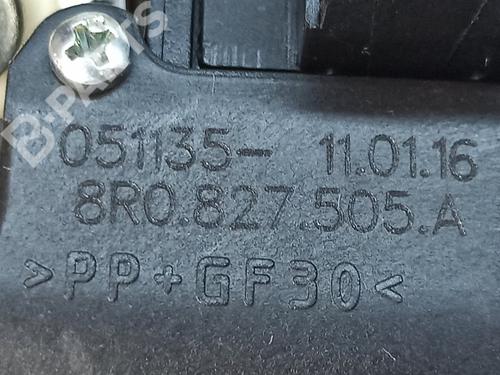 B-PARTS
051135- 11.01.16
8R0.827.505.A
>PP+GF30<